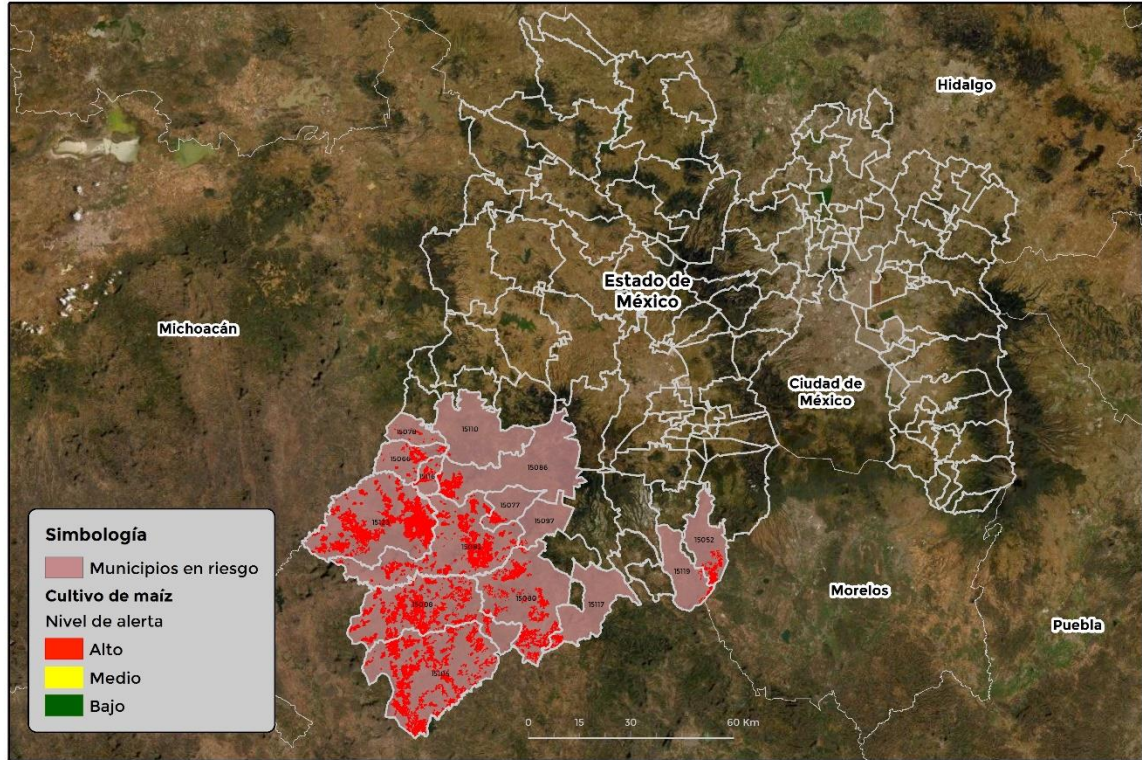 Hidalgo
Estado de
México
Michoacán
Ciudad de
México
15110
15066
15086
15077
15097
15052
15119
15117
Morelos
Puebla
Simbología
Municipios en riesgo
Cultivo de maíz
Nivel de alerta
Alto
Medio
Bajo
0 15 30 60 Km